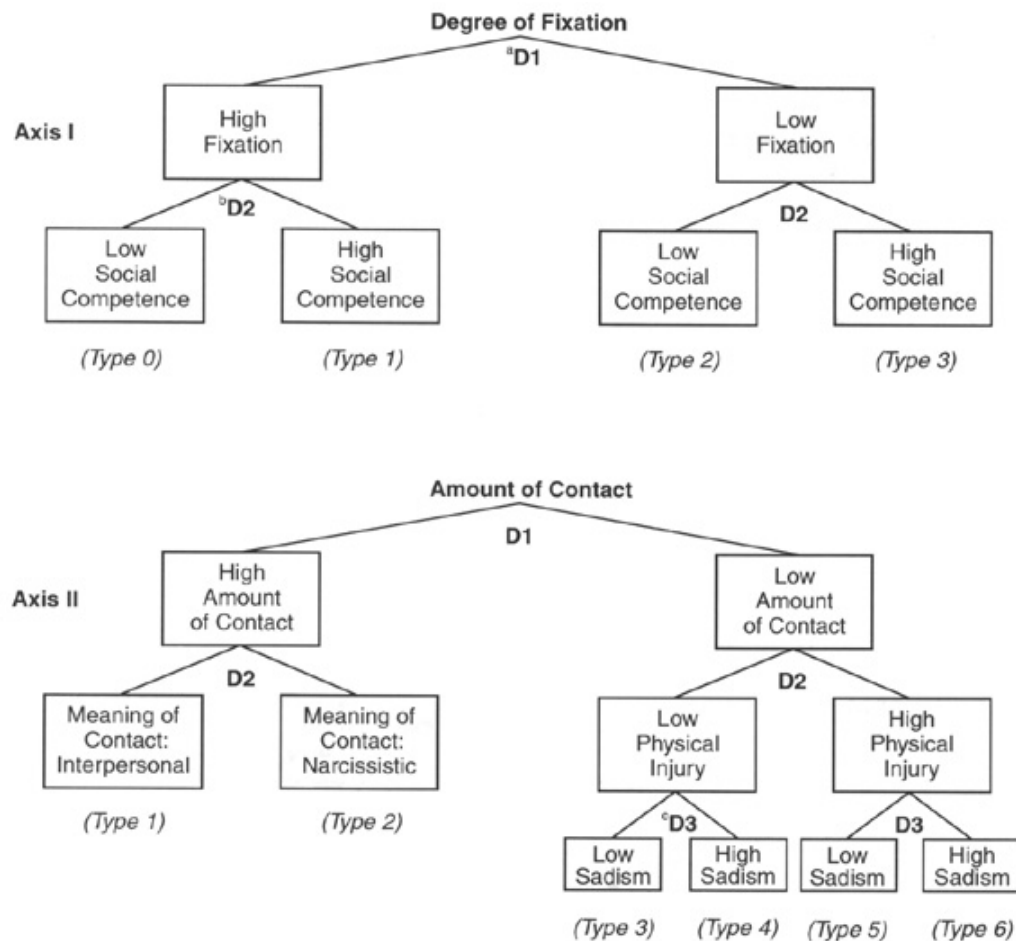 Degree of Fixation
aD1
Axis I
High
Fixation
Low
Fixation
bD2
D2
Low
Social
Competence
High
Social
Competence
Low
Social
Competence
High
Social
Competence
(Type 0)
(Type 1)
(Type 2)
(Type 3)
Amount of Contact
D1
Axis II
High
Amount
of Contact
Low
Amount
of Contact
D2
D2
Meaning of
Contact:
Interpersonal
Meaning of
Contact:
Narcissistic
Low
Physical
Injury
High
Physical
Injury
(Type 1)
(Type 2)
cD3
D3
Low
Sadism
High
Sadism
Low
Sadism
High
Sadism
(Type 3)
(Type 4)
(Type 5)
(Type 6)